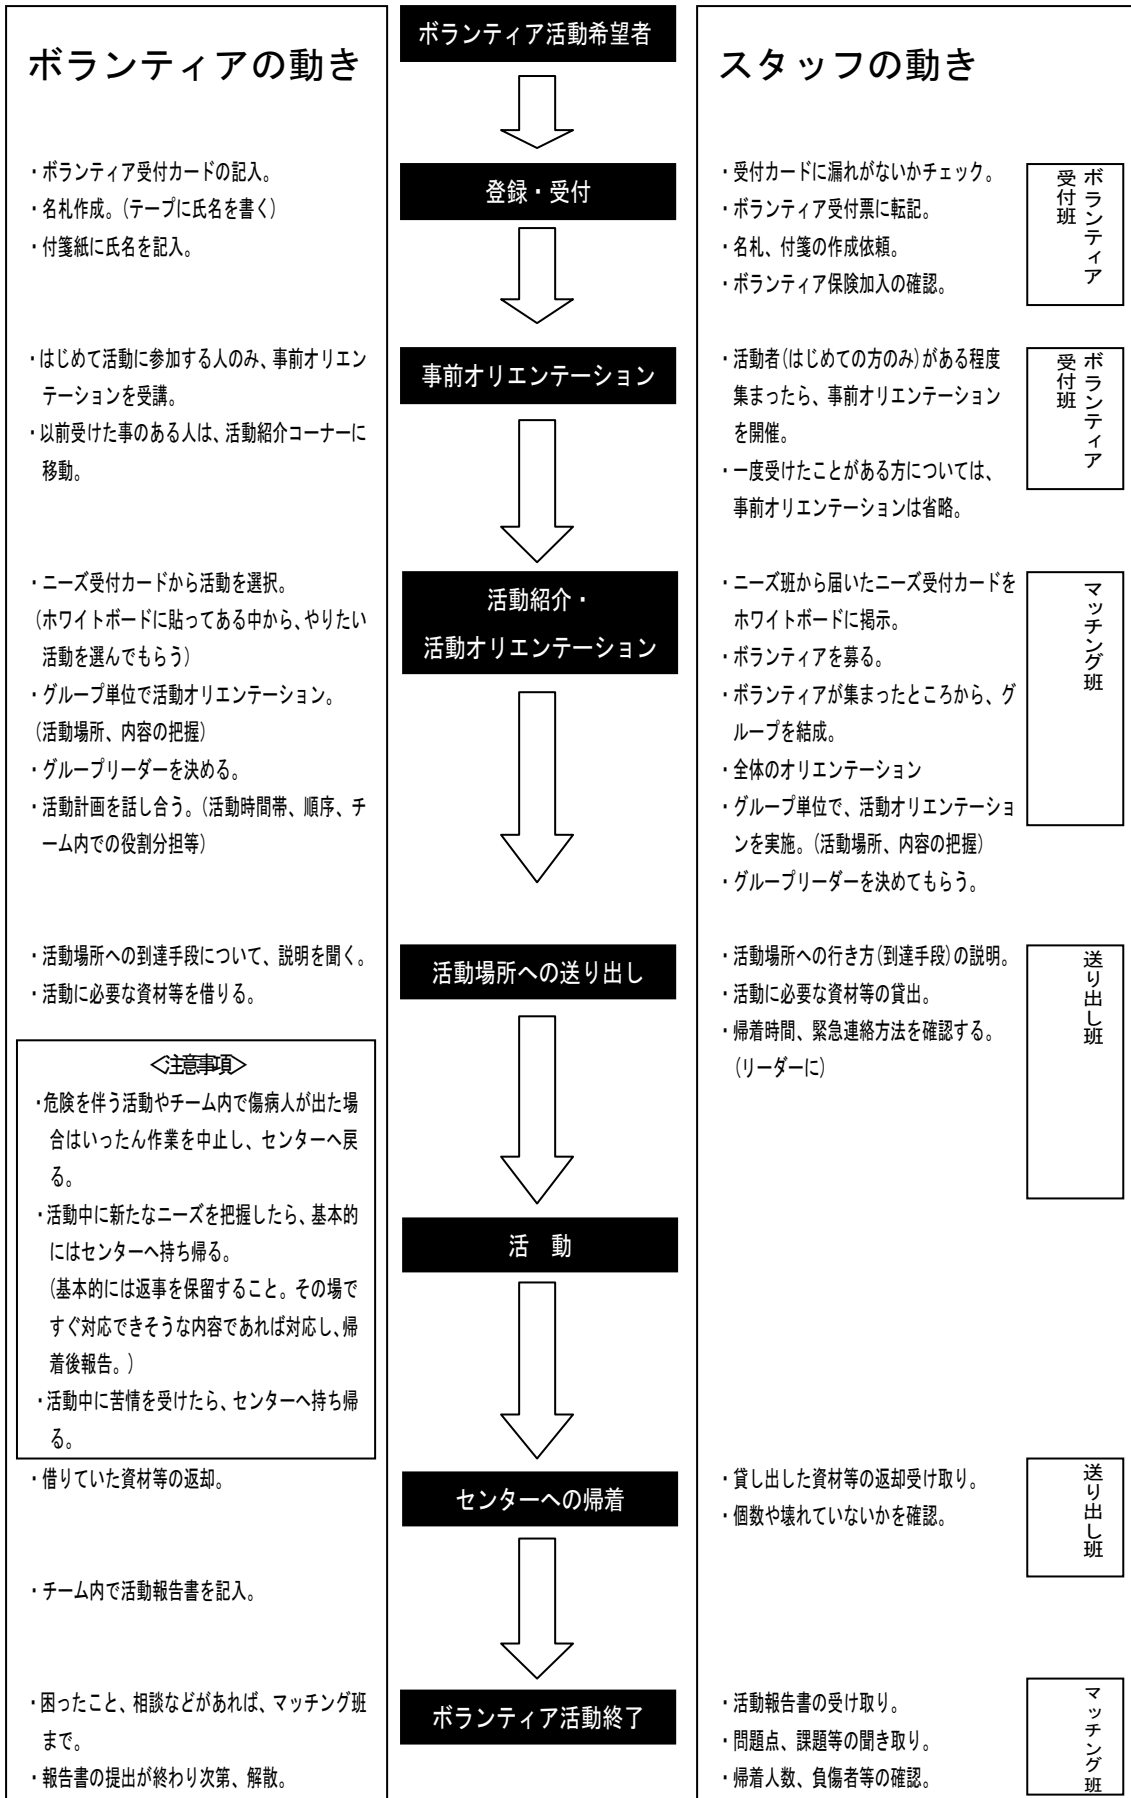 ボランティアの動き
・ボランティア受付カードの記入。
・名札作成。(テープに氏名を書く)
・付箋紙に氏名を記入。
・はじめて活動に参加する人のみ、事前オリエン
テーションを受講。
・以前受けた事のある人は、活動紹介コーナーに
移動。
・ニーズ受付カードから活動を選択。
(ホワイトボードに貼ってある中から、やりたい
活動を選んでもらう)
・グループ単位で活動オリエンテーション。
(活動場所、内容の把握)
・グループリーダーを決める。
・活動計画を話し合う。(活動時間帯、順序、チ
ーム内での役割分担等)
・活動場所への到達手段について、説明を聞く。
・活動に必要な資材等を借りる。
<注意事項>
・危険を伴う活動やチーム内で傷病人が出た場
合はいったん作業を中止し、センターへ戻
る。
・活動中に新たなニーズを把握したら、基本的
にはセンターへ持ち帰る。
(基本的には返事を保留すること。その場で
すぐ対応できそうな内容であれば対応し、帰
着後報告。)
・活動中に苦情を受けたら、センターへ持ち帰
る。
・借りていた資材等の返却。
・チーム内で活動報告書を記入。
・困ったこと、相談などがあれば、マッチング班
まで。
・報告書の提出が終わり次第、解散。
ボランティア活動希望者
登録・受付
事前オリエンテーション
活動紹介・
活動オリエンテーション
活動場所への送り出し
活　動
センターへの帰着
ボランティア活動終了
スタッフの動き
・受付カードに漏れがないかチェック。
・ボランティア受付票に転記。
・名札、付箋の作成依頼。
・ボランティア保険加入の確認。
ボランティア
受付班
・活動者(はじめての方のみ)がある程度
集まったら、事前オリエンテーション
を開催。
・一度受けたことがある方については、
事前オリエンテーションは省略。
ボランティア
受付班
・ニーズ班から届いたニーズ受付カードを
ホワイトボードに掲示。
・ボランティアを募る。
・ボランティアが集まったところから、グ
ループを結成。
・全体のオリエンテーション
・グループ単位で、活動オリエンテーショ
ンを実施。(活動場所、内容の把握)
・グループリーダーを決めてもらう。
マッチング班
・活動場所への行き方(到達手段)の説明。
・活動に必要な資材等の貸出。
・帰着時間、緊急連絡方法を確認する。
(リーダーに)
送り出し班
・貸し出した資材等の返却受け取り。
・個数や壊れていないかを確認。
送り出し班
・活動報告書の受け取り。
・問題点、課題等の聞き取り。
・帰着人数、負傷者等の確認。
マッチング班